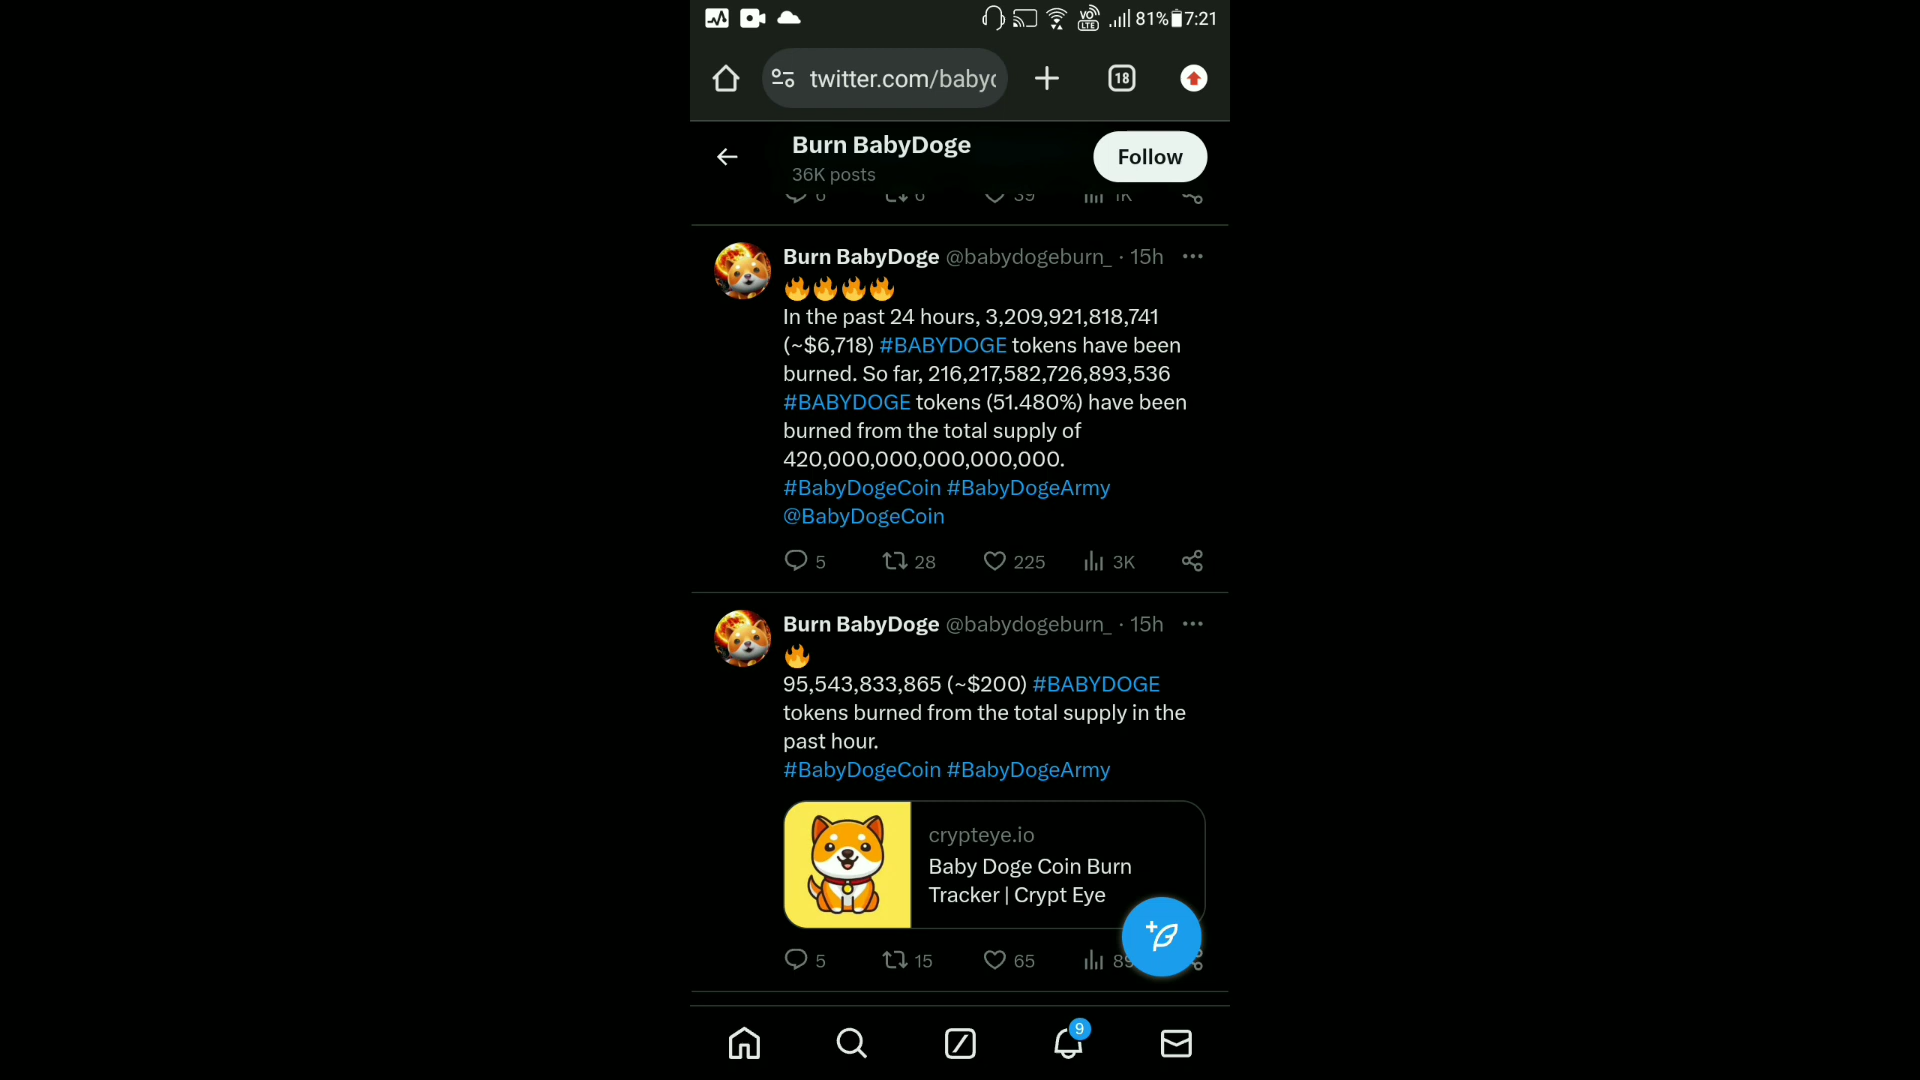 81% 7:21
twitter.com/babyd
18
Burn BabyDoge
36K posts
Follow
6 6 39 1K
Burn BabyDoge @babydogeburn_ · 15h
In the past 24 hours, 3,209,921,818,741
(~$6,718) #BABYDOGE tokens have been
burned. So far, 216,217,582,726,893,536
#BABYDOGE tokens (51.480%) have been
burned from the total supply of
420,000,000,000,000,000.
#BabyDogeCoin #BabyDogeArmy
@BabyDogeCoin
5 28 225 3K
Burn BabyDoge @babydogeburn_ · 15h
95,543,833,865 (~$200) #BABYDOGE
tokens burned from the total supply in the
past hour.
#BabyDogeCoin #BabyDogeArmy
crypteye.io
Baby Doge Coin Burn
Tracker | Crypt Eye
5 15 65
9